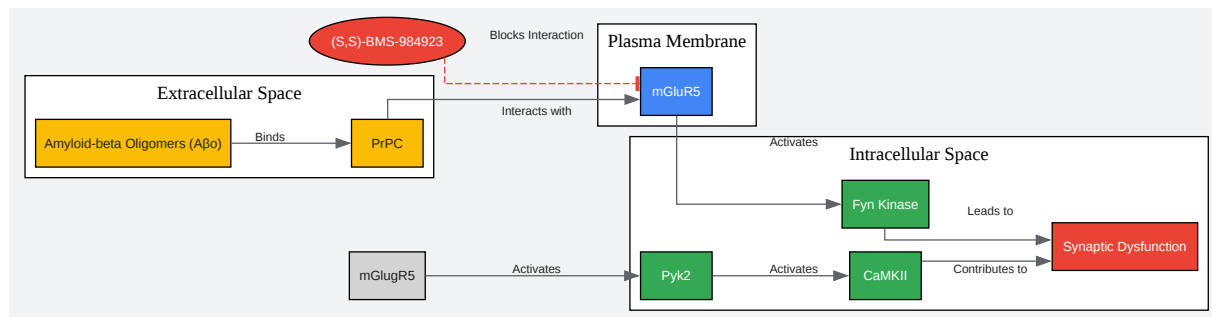 (S,S)-BMS-984923
Blocks Interaction
Plasma Membrane
mGluR5
Extracellular Space
Interacts with
Amyloid-beta Oligomers (Aβo)
Binds
PrPC
Activates
Intracellular Space
Fyn Kinase
Leads to
Synaptic Dysfunction
mGlugR5
Activates
Pyk2
Activates
CaMKII
Contributes to